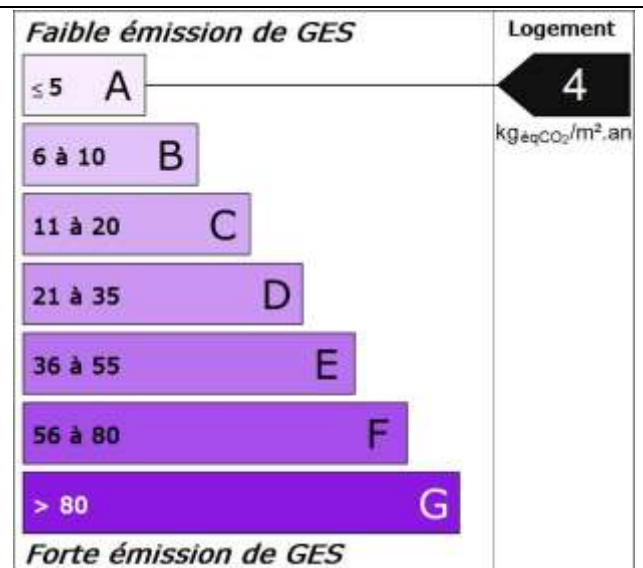 Faible émission de GES
Logement
≤ 5 A
4
kgéqCO₂/m².an
6 à 10 B
11 à 20 C
21 à 35 D
36 à 55 E
56 à 80 F
> 80 G
Forte émission de GES